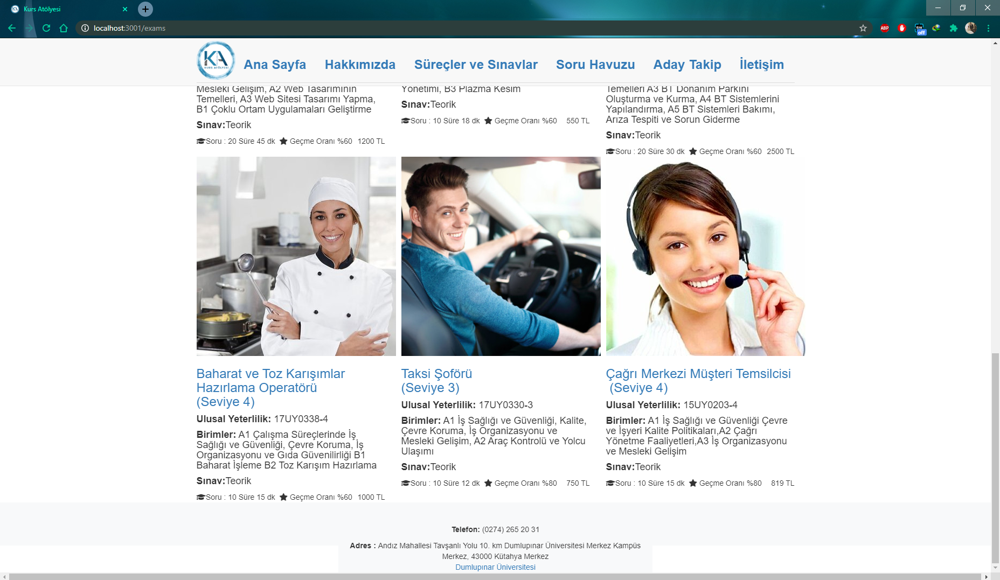 Kurs Atölyesi
localhost:3001/exams
ABP
off
KA
KURS ATÖLYESİ
Ana Sayfa Hakkımızda Süreçler ve Sınavlar Soru Havuzu Aday Takip İletişim
Mesleki Gelişim, A2 Web Tasarımının
Temelleri, A3 Web Sitesi Tasarımı Yapma,
B1 Çoklu Ortam Uygulamaları Geliştirme
Sınav:Teorik
Soru : 20 Süre 45 dk Geçme Oranı %60 1200 TL
Yönetimi, B3 Plazma Kesim
Sınav:Teorik
Soru : 10 Süre 18 dk Geçme Oranı %60 550 TL
Temelleri A3 BT Donanım Parkını
Oluşturma ve Kurma, A4 BT Sistemlerini
Yapılandırma, A5 BT Sistemleri Bakımı,
Arıza Tespiti ve Sorun Giderme
Sınav:Teorik
Soru : 20 Süre 30 dk Geçme Oranı %60 2500 TL
Baharat ve Toz Karışımlar
Hazırlama Operatörü
(Seviye 4)
Ulusal Yeterlilik: 17UY0338-4
Birimler: A1 Çalışma Süreçlerinde İş
Sağlığı ve Güvenliği, Çevre Koruma, İş
Organizasyonu ve Gıda Güvenilirliği B1
Baharat İşleme B2 Toz Karışım Hazırlama
Sınav:Teorik
Soru : 10 Süre 15 dk Geçme Oranı %60 1000 TL
Taksi Şoförü
(Seviye 3)
Ulusal Yeterlilik: 17UY0330-3
Birimler: A1 İş Sağlığı ve Güvenliği, Kalite,
Çevre Koruma, İş Organizasyonu ve
Mesleki Gelişim, A2 Araç Kontrolü ve Yolcu
Ulaşımı
Sınav:Teorik
Soru : 10 Süre 12 dk Geçme Oranı %80 750 TL
Çağrı Merkezi Müşteri Temsilcisi
(Seviye 4)
Ulusal Yeterlilik: 15UY0203-4
Birimler: A1 İş Sağlığı ve Güvenliği Çevre
ve İşyeri Kalite Politikaları,A2 Çağrı
Yönetme Faaliyetleri,A3 İş Organizasyonu
ve Mesleki Gelişim
Sınav:Teorik
Soru : 10 Süre 15 dk Geçme Oranı %80 819 TL
Telefon: (0274) 265 20 31
Adres : Andız Mahallesi Tavşanlı Yolu 10. km Dumlupınar Üniversitesi Merkez Kampüs
Merkez, 43000 Kütahya Merkez
Dumlupınar Üniversitesi